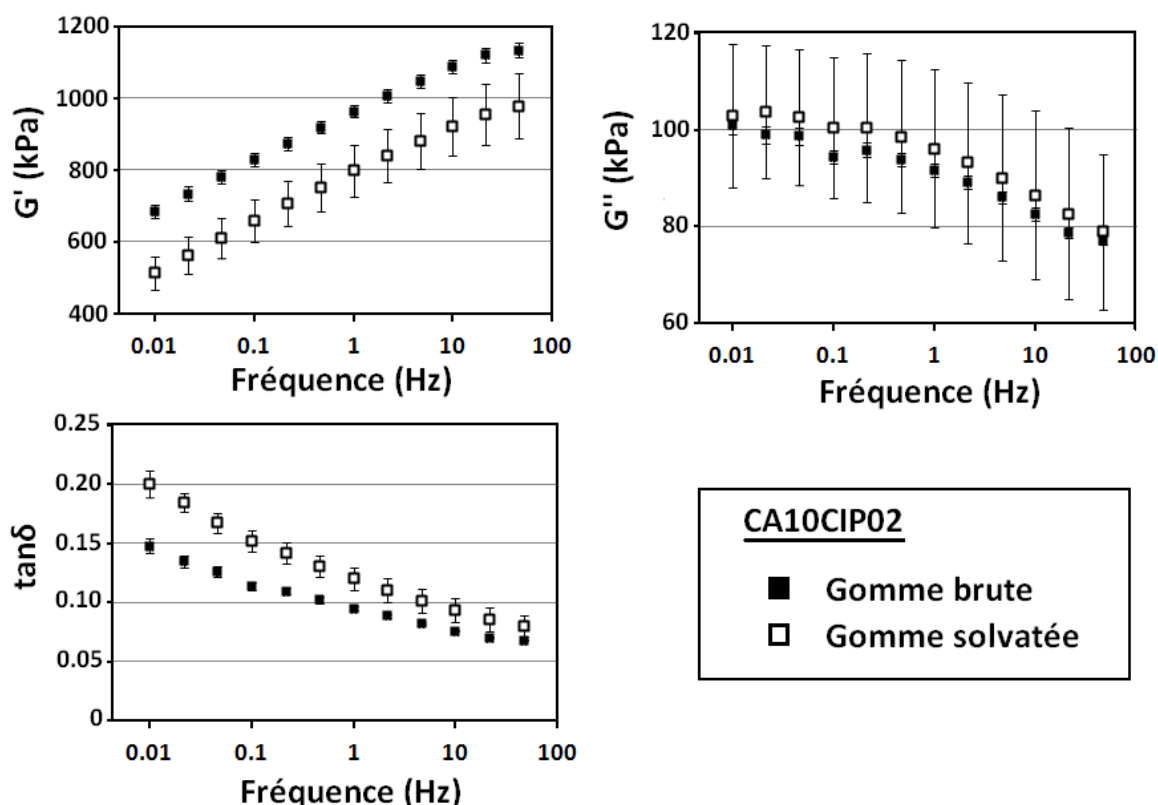 1200
1000
800
600
400
G' (kPa)
0.01 0.1 1 10 100
Fréquence (Hz)
120
100
80
60
G'' (kPa)
0.01 0.1 1 10 100
Fréquence (Hz)
0.25
0.20
0.15
0.10
0.05
0
tanδ
0.01 0.1 1 10 100
Fréquence (Hz)
CA10CIP02
Gomme brute
Gomme solvatée